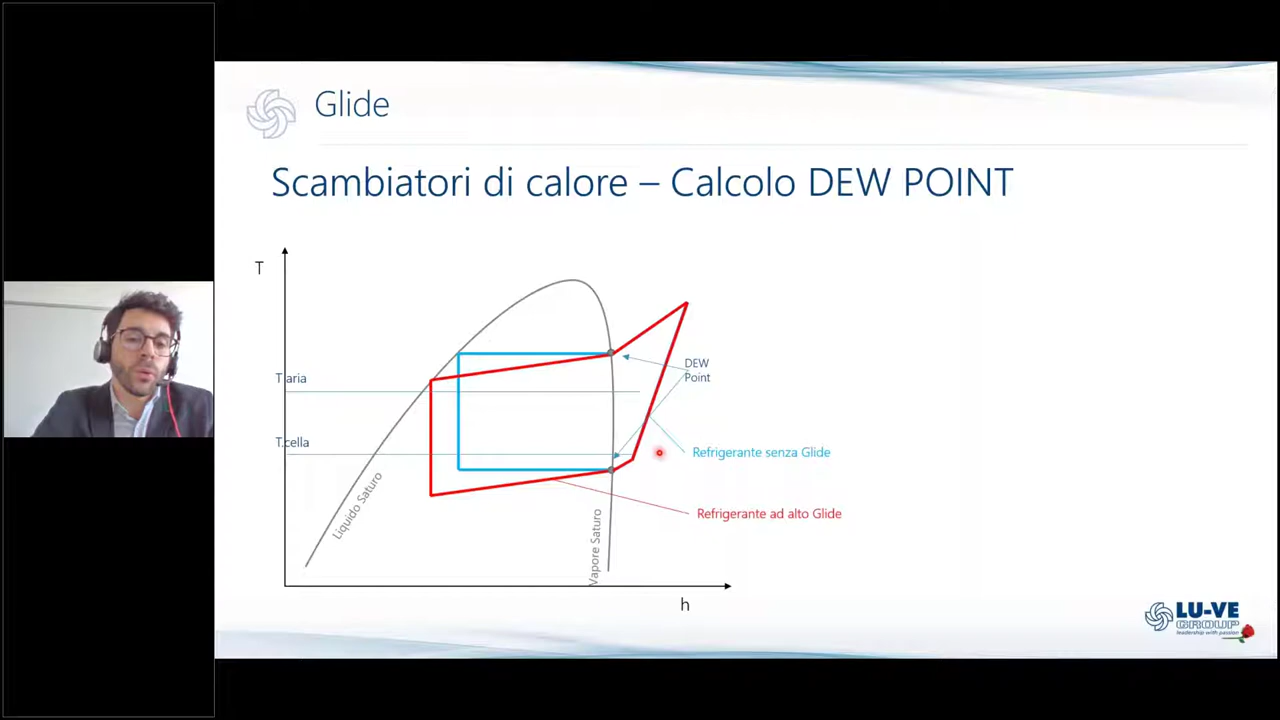 Glide
Scambiatori di calore – Calcolo DEW POINT
T
T.aria
DEW
Point
T.cella
Refrigerante senza Glide
Liquido Saturo
Refrigerante ad alto Glide
Vapore Saturo
h
LU-VE
GROUP
leadership with passion